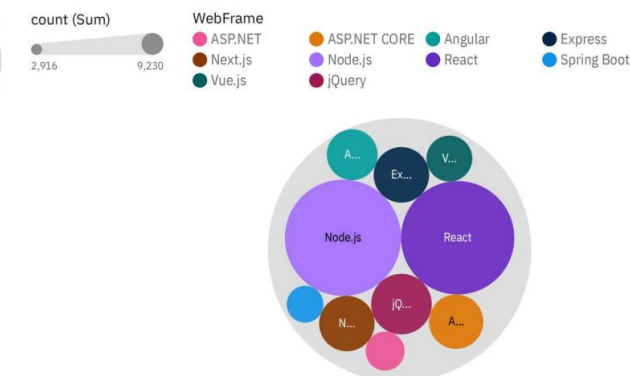 count (Sum)
2,916 9,230
WebFrame
ASP.NET ASP.NET CORE Angular Express
Next.js Node.js React Spring Boot
Vue.js jQuery
A... V...
Ex...
Node.js React
jQ...
N... A...